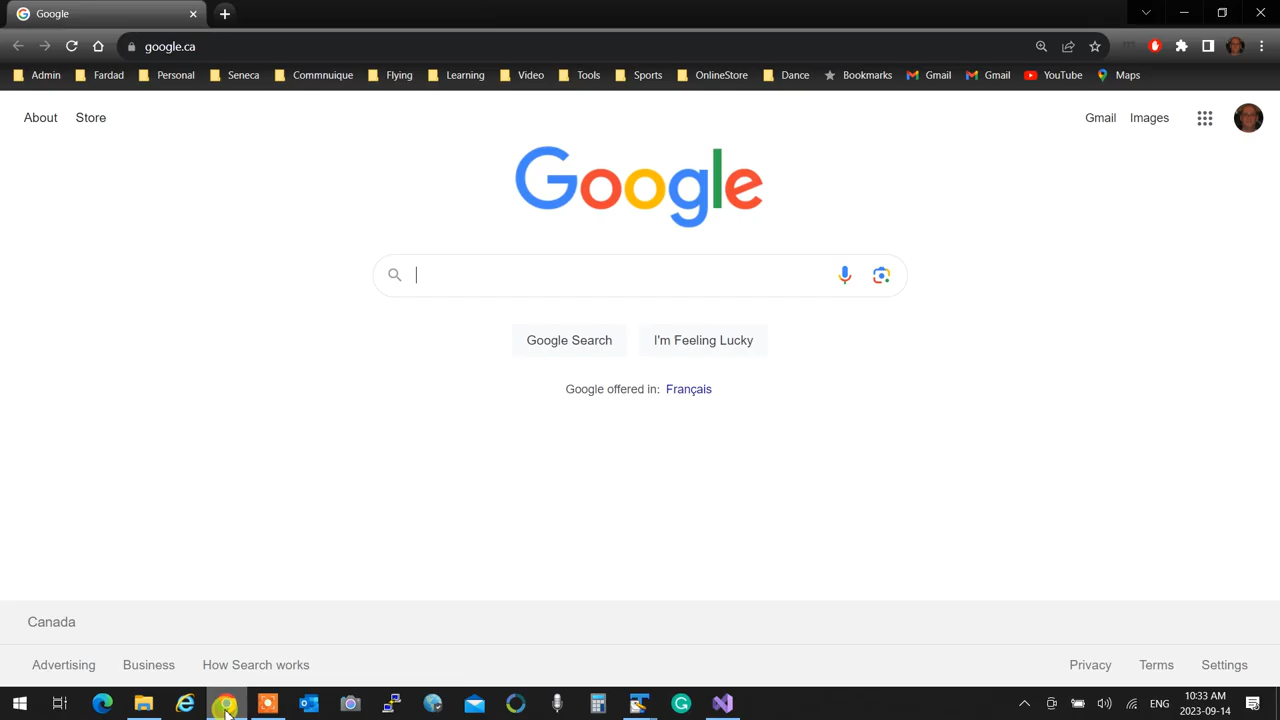 Google
google.ca
Admin Fardad Personal Seneca Commnuique Flying Learning Video Tools Sports OnlineStore Dance Bookmarks Gmail Gmail YouTube Maps
About Store Gmail Images
Google
Google Search I'm Feeling Lucky
Google offered in: Français
Canada
Advertising Business How Search works Privacy Terms Settings
ENG 10:33 AM
2023-09-14